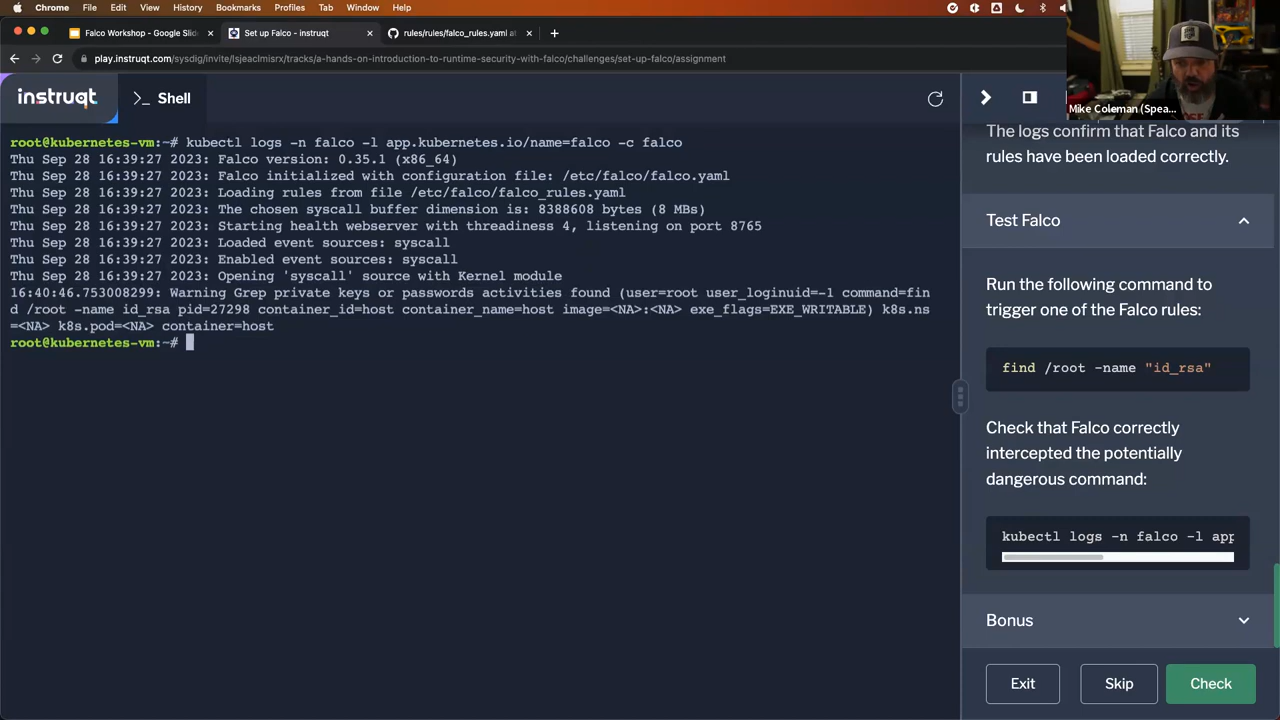 Chrome File Edit View History Bookmarks Profiles Tab Window Help
Falco Workshop - Google Slid
Set up Falco - instruqt
rules/rules/falco_rules.yaml at
play.instruqt.com/sysdig/invite/lsjeaclmisrx/tracks/a-hands-on-introduction-to-runtime-security-with-falco/challenges/set-up-falco/assignment
Mike Coleman (Spea...
instruqt
>_ Shell
root@kubernetes-vm:~# kubectl logs -n falco -l app.kubernetes.io/name=falco -c falco
Thu Sep 28 16:39:27 2023: Falco version: 0.35.1 (x86_64)
Thu Sep 28 16:39:27 2023: Falco initialized with configuration file: /etc/falco/falco.yaml
Thu Sep 28 16:39:27 2023: Loading rules from file /etc/falco/falco_rules.yaml
Thu Sep 28 16:39:27 2023: The chosen syscall buffer dimension is: 8388608 bytes (8 MBs)
Thu Sep 28 16:39:27 2023: Starting health webserver with threadiness 4, listening on port 8765
Thu Sep 28 16:39:27 2023: Loaded event sources: syscall
Thu Sep 28 16:39:27 2023: Enabled event sources: syscall
Thu Sep 28 16:39:27 2023: Opening 'syscall' source with Kernel module
16:40:46.753008299: Warning Grep private keys or passwords activities found (user=root user_loginuid=-1 command=fin
d /root -name id_rsa pid=27298 container_id=host container_name=host image=<NA>:<NA> exe_flags=EXE_WRITABLE) k8s.ns
=<NA> k8s.pod=<NA> container=host
root@kubernetes-vm:~#
The logs confirm that Falco and its
rules have been loaded correctly.
Test Falco
Run the following command to
trigger one of the Falco rules:
find /root -name "id_rsa"
Check that Falco correctly
intercepted the potentially
dangerous command:
kubectl logs -n falco -l app
Bonus
Exit
Skip
Check